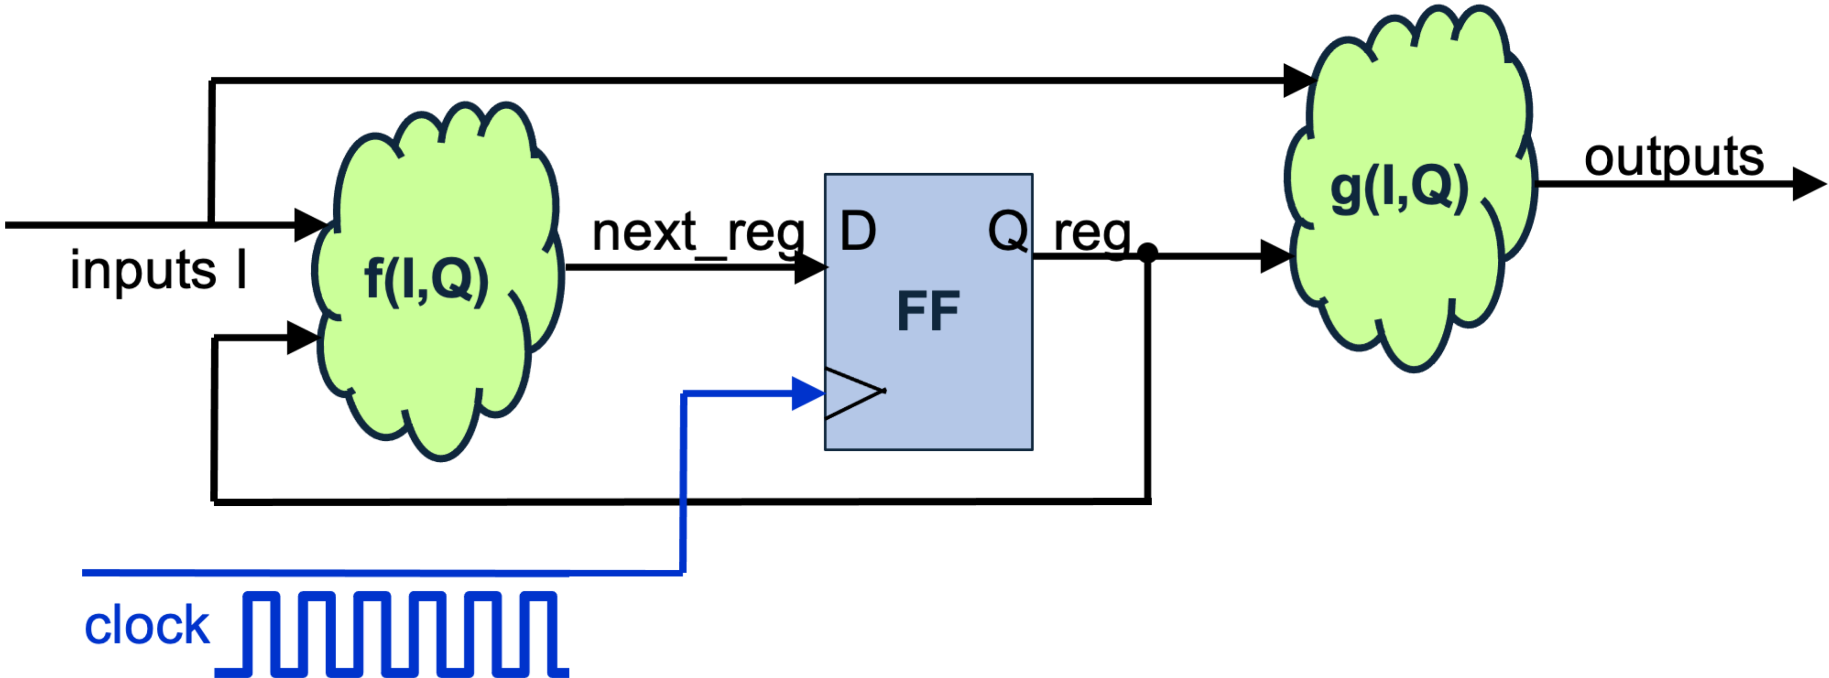 inputs I
f(I,Q)
next_reg
D
Q
FF
reg
g(I,Q)
outputs
clock